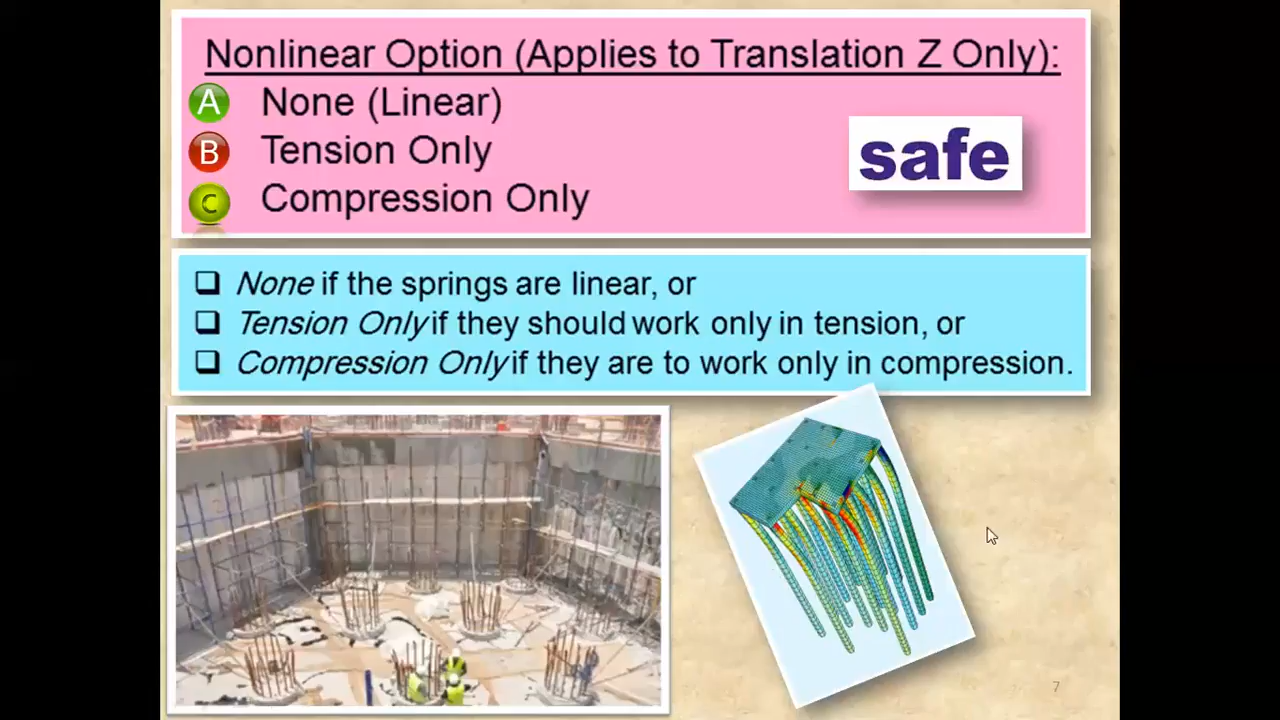 Nonlinear Option (Applies to Translation Z Only):
A None (Linear)
B Tension Only
C Compression Only
safe
None if the springs are linear, or
Tension Only if they should work only in tension, or
Compression Only if they are to work only in compression.
7